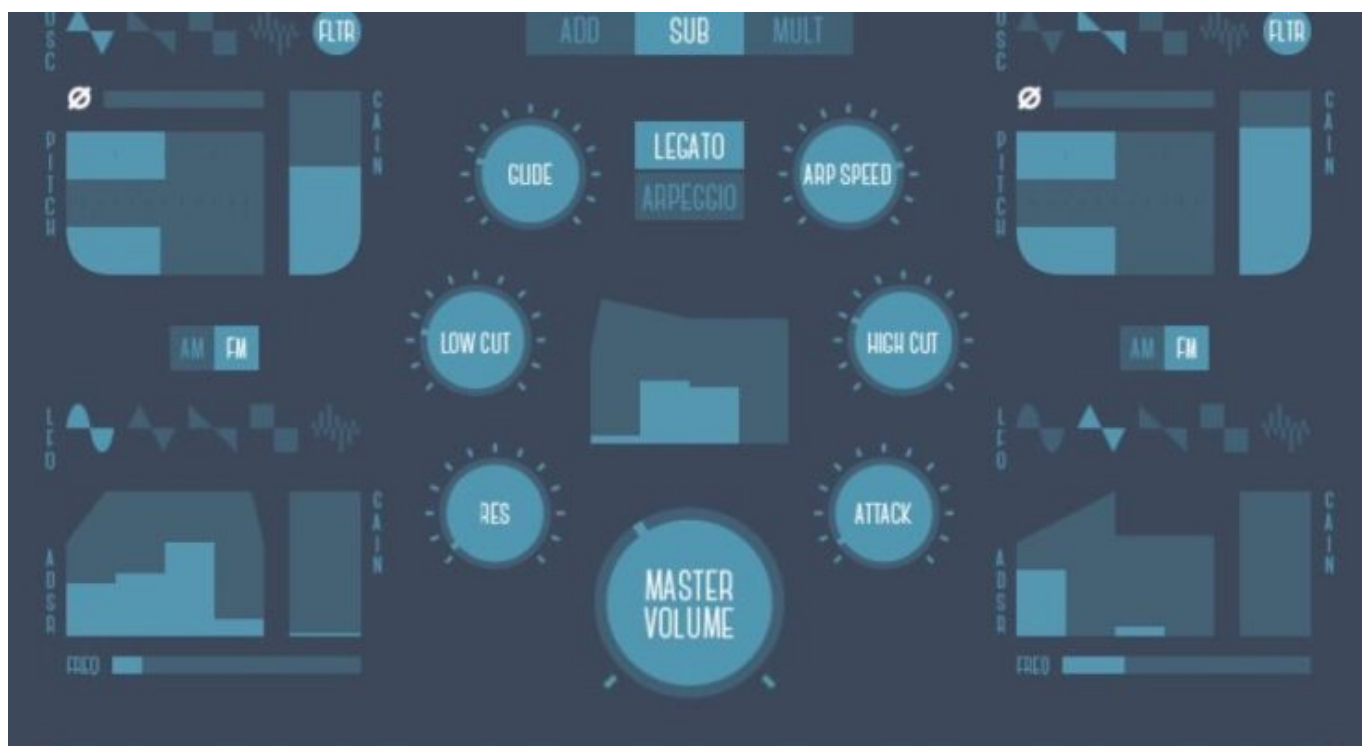 OSC
FLTR
ADD SUB MULT
OSC
FLTR
Ø
GAIN
PITCH
GLIDE
LEGATO
ARPEGGIO
ARP SPEED
Ø
GAIN
PITCH
AM FM
LOW CUT
HIGH CUT
AM FM
LFO
LFO
RES
ATTACK
GAIN
ADSR
MASTER
VOLUME
GAIN
ADSR
FREQ
FREQ